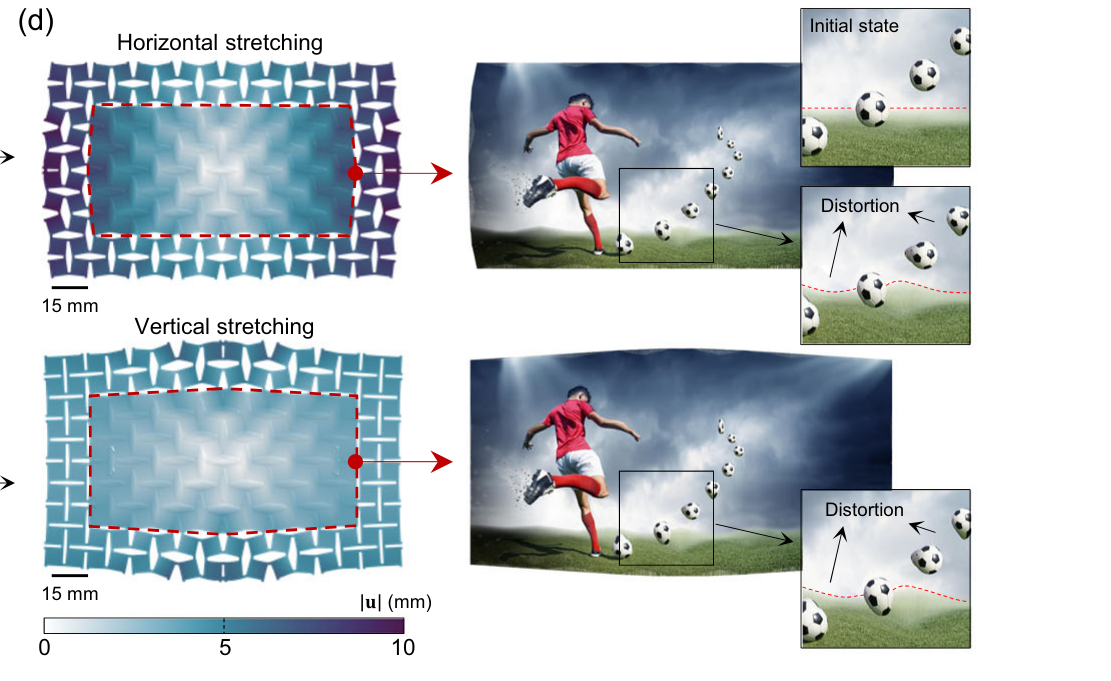 (d)
Horizontal stretching
15 mm
Initial state
Distortion
Vertical stretching
15 mm
Distortion
|u| (mm)
0 5 10